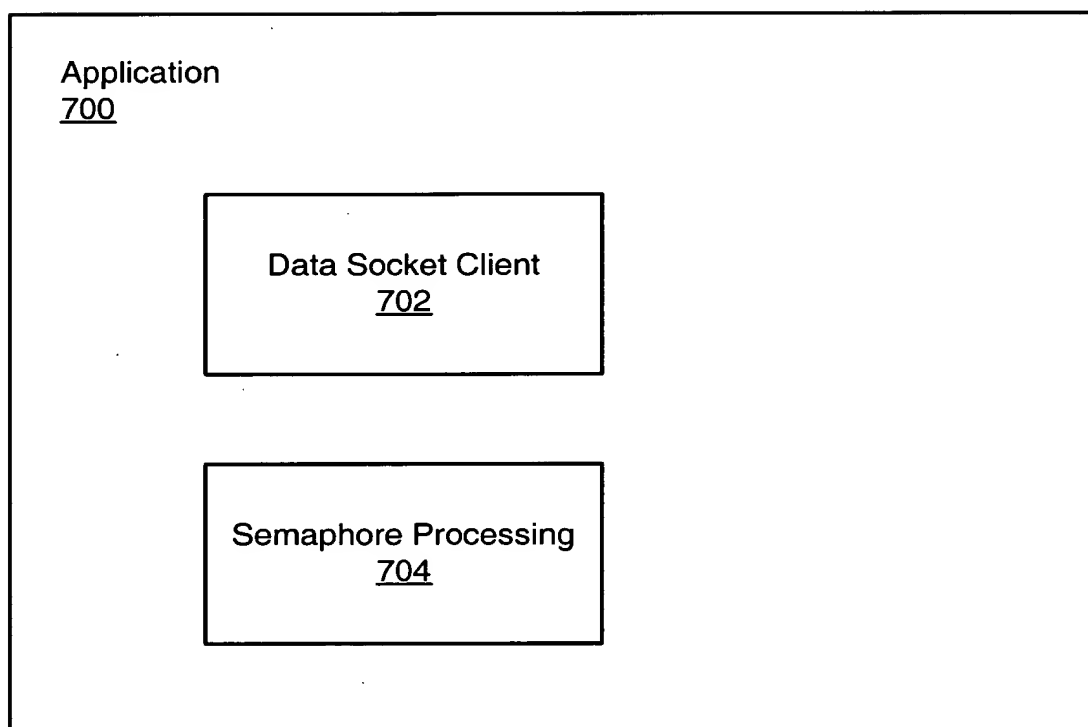 Application
700
Data Socket Client
702
Semaphore Processing
704